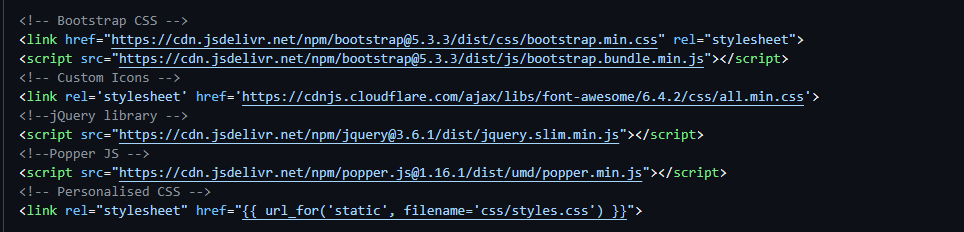 <!-- Bootstrap CSS -->
<link href="https://cdn.jsdelivr.net/npm/bootstrap@5.3.3/dist/css/bootstrap.min.css" rel="stylesheet">
<script src="https://cdn.jsdelivr.net/npm/bootstrap@5.3.3/dist/js/bootstrap.bundle.min.js"></script>
<!-- Custom Icons -->
<link rel='stylesheet' href='https://cdnjs.cloudflare.com/ajax/libs/font-awesome/6.4.2/css/all.min.css'>
<!--jQuery library -->
<script src="https://cdn.jsdelivr.net/npm/jquery@3.6.1/dist/jquery.slim.min.js"></script>
<!--Popper JS -->
<script src="https://cdn.jsdelivr.net/npm/popper.js@1.16.1/dist/umd/popper.min.js"></script>
<!-- Personalised CSS -->
<link rel="stylesheet" href="{{ url_for('static', filename='css/styles.css') }}">